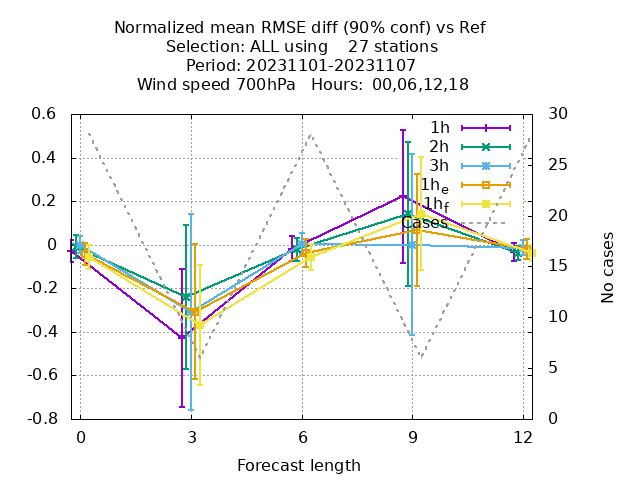 Normalized mean RMSE diff (90% conf) vs Ref
Selection: ALL using    27 stations
Period: 20231101-20231107
Wind speed 700hPa   Hours: 00,06,12,18
0.6
0.4
0.2
0
-0.2
-0.4
-0.6
-0.8
30
25
20
15
10
5
0
1h
2h
3h
1he
1hf
cases
No cases
0
3
6
9
12
Forecast length